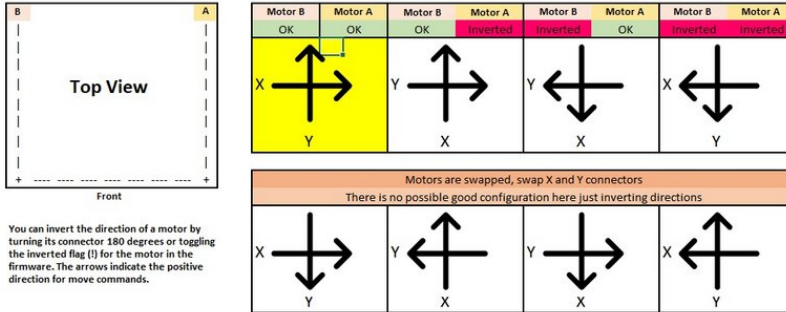 B A
Top View
Front
You can invert the direction of a motor by
turning its connector 180 degrees or toggling
the inverted flag (!) for the motor in the
firmware. The arrows indicate the positive
direction for move commands.
Motor B Motor A Motor B Motor A Motor B Motor A Motor B Motor A
OK OK OK Inverted Inverted OK Inverted Inverted
X Y Y X
Y X X Y
Motors are swapped, swap X and Y connectors
There is no possible good configuration here just inverting directions
X Y Y X
Y X X Y